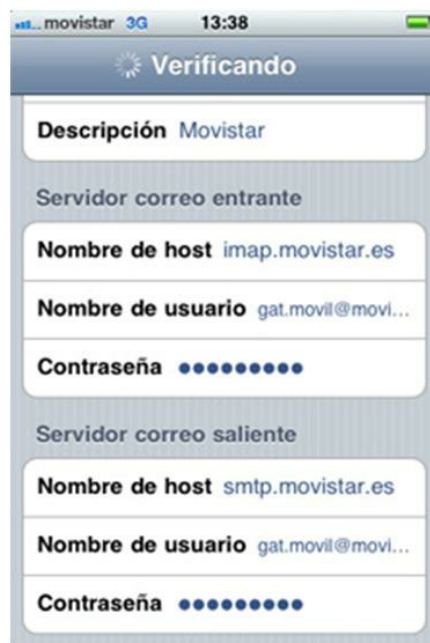 movistar 3G 13:38
Verificando
Descripción Movistar
Servidor correo entrante
Nombre de host imap.movistar.es
Nombre de usuario gat.movil@movi...
Contraseña ●●●●●●●●●
Servidor correo saliente
Nombre de host smtp.movistar.es
Nombre de usuario gat.movil@movi...
Contraseña ●●●●●●●●●